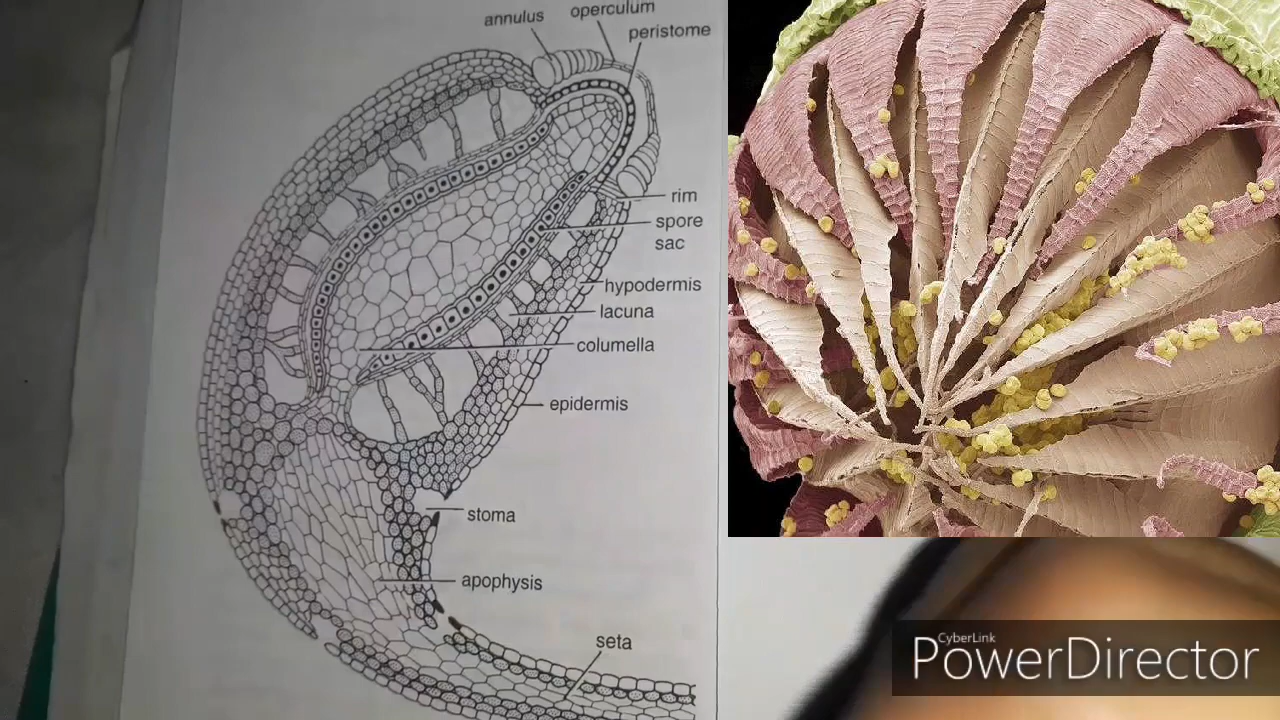 annulus
operculum
peristome
rim
spore
sac
hypodermis
lacuna
columella
epidermis
stoma
apophysis
seta
CyberLink
PowerDirector